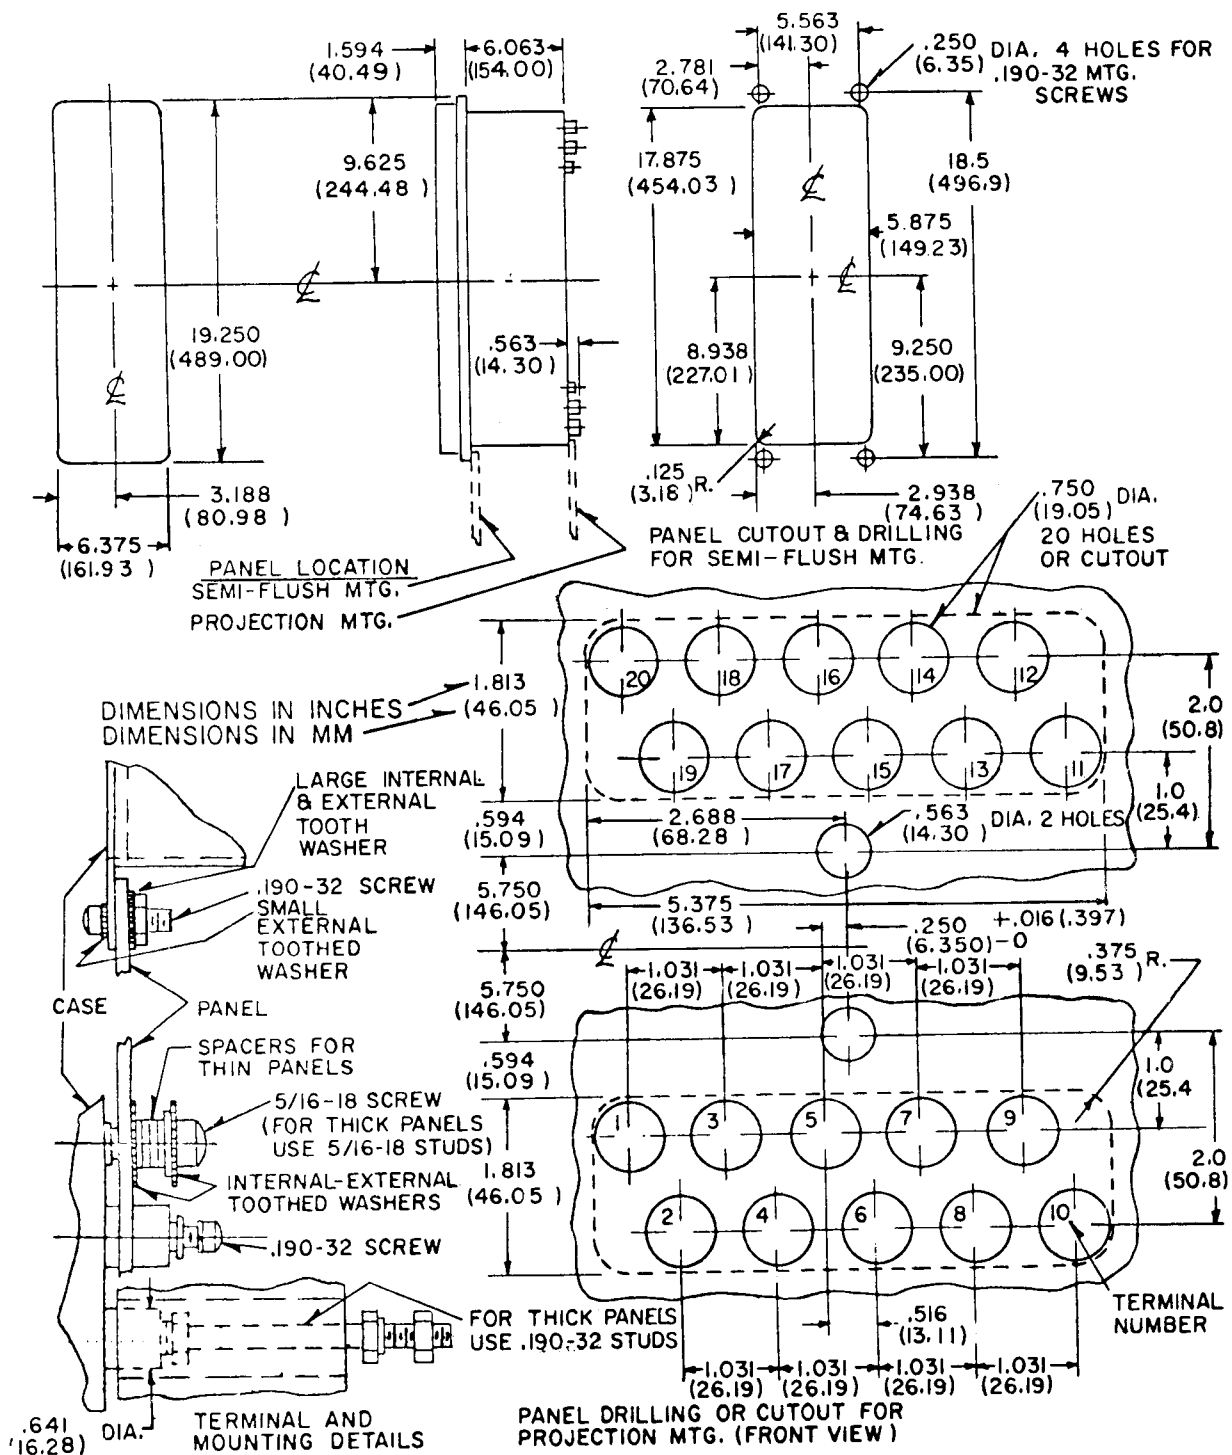 1.594
(40.49)
6.063
(154.00)
5.563
(141.30)
2.781
(70.64)
.250
(6.35)
DIA. 4 HOLES FOR
.190-32 MTG.
SCREWS
9.625
(244.48 )
17.875
(454.03 )
℄
18.5
(496.9)
5.875
(149.23)
℄
℄
19.250
(489.00)
℄
.563
(14.30 )
8.938
(227.01 )
9.250
(235.00)
3.188
(80.98 )
6.375
(161.93 )
.125
(3.18 ) R.
2.938
(74.63 )
.750
(19.05) DIA.
20 HOLES
OR CUTOUT
PANEL LOCATION
SEMI-FLUSH MTG.
PROJECTION MTG.
PANEL CUTOUT & DRILLING
FOR SEMI-FLUSH MTG.
DIMENSIONS IN INCHES
DIMENSIONS IN MM
1.813
(46.05 )
20 18 16 14 12
19 17 15 13 11
2.0
(50.8)
1.0
(25.4)
LARGE INTERNAL
& EXTERNAL
TOOTH
WASHER
.190-32 SCREW
SMALL
EXTERNAL
TOOTHED
WASHER
.594
(15.09 )
2.688
(68.28 )
.563
(14.30 ) DIA. 2 HOLES
5.750
(146.05)
5.375
(136.53 )
.250 +.016 (.397)
(6.350) -0
℄
CASE
PANEL
5.750
(146.05)
1.031
(26.19)
1.031
(26.19)
1.031
(26.19)
1.031
(26.19)
.375
(9.53 ) R.
SPACERS FOR
THIN PANELS
5/16-18 SCREW
(FOR THICK PANELS
USE 5/16-18 STUDS)
INTERNAL-EXTERNAL
TOOTHED WASHERS
.190-32 SCREW
.594
(15.09 )
1.813
(46.05 )
1 3 5 7 9
2 4 6 8 10
1.0
(25.4
2.0
(50.8)
FOR THICK PANELS
USE .190-32 STUDS
.516
(13.11)
TERMINAL
NUMBER
1.031
(26.19)
1.031
(26.19)
1.031
(26.19)
1.031
(26.19)
.641
(16.28) DIA.
TERMINAL AND
MOUNTING DETAILS
PANEL DRILLING OR CUTOUT FOR
PROJECTION MTG. (FRONT VIEW )